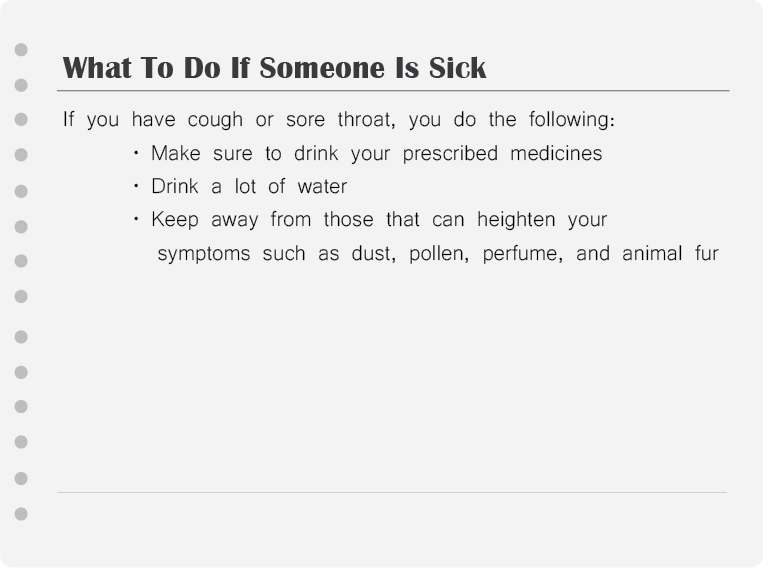 What To Do If Someone Is Sick
If you have cough or sore throat, you do the following:
· Make sure to drink your prescribed medicines
· Drink a lot of water
· Keep away from those that can heighten your
symptoms such as dust, pollen, perfume, and animal fur